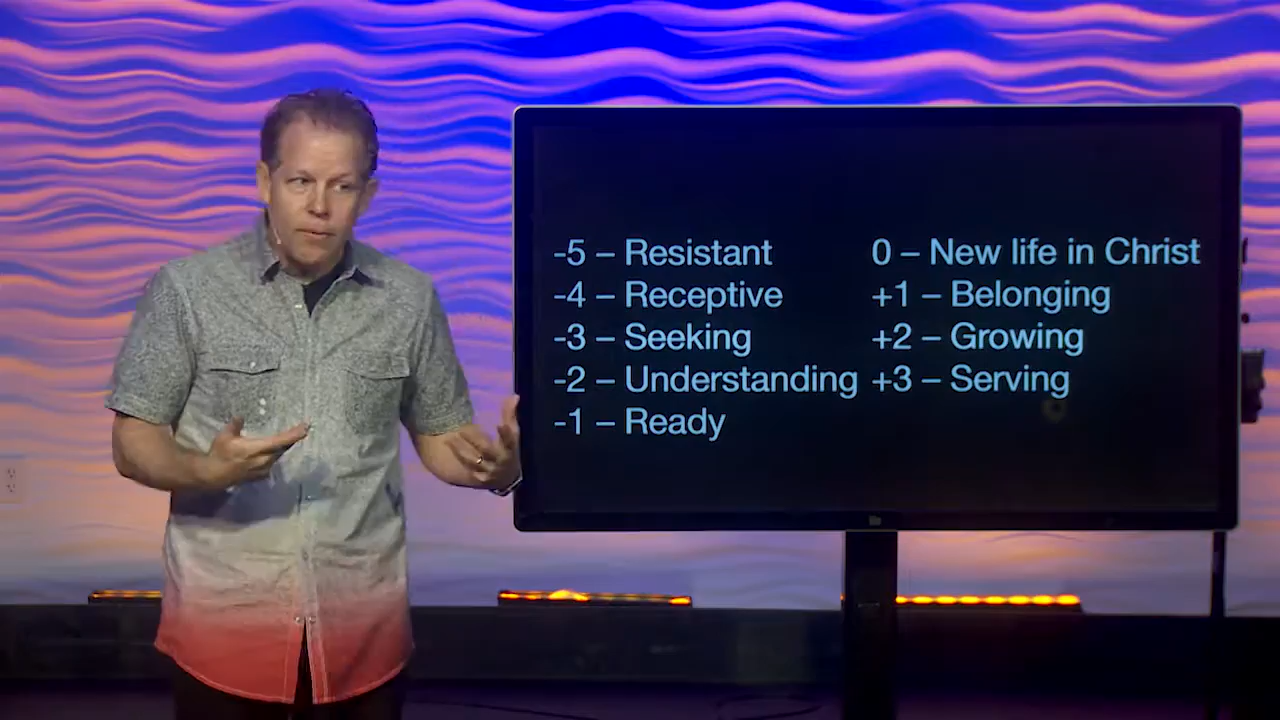 -5 – Resistant
-4 – Receptive
-3 – Seeking
-2 – Understanding
-1 – Ready
0 – New life in Christ
+1 – Belonging
+2 – Growing
+3 – Serving